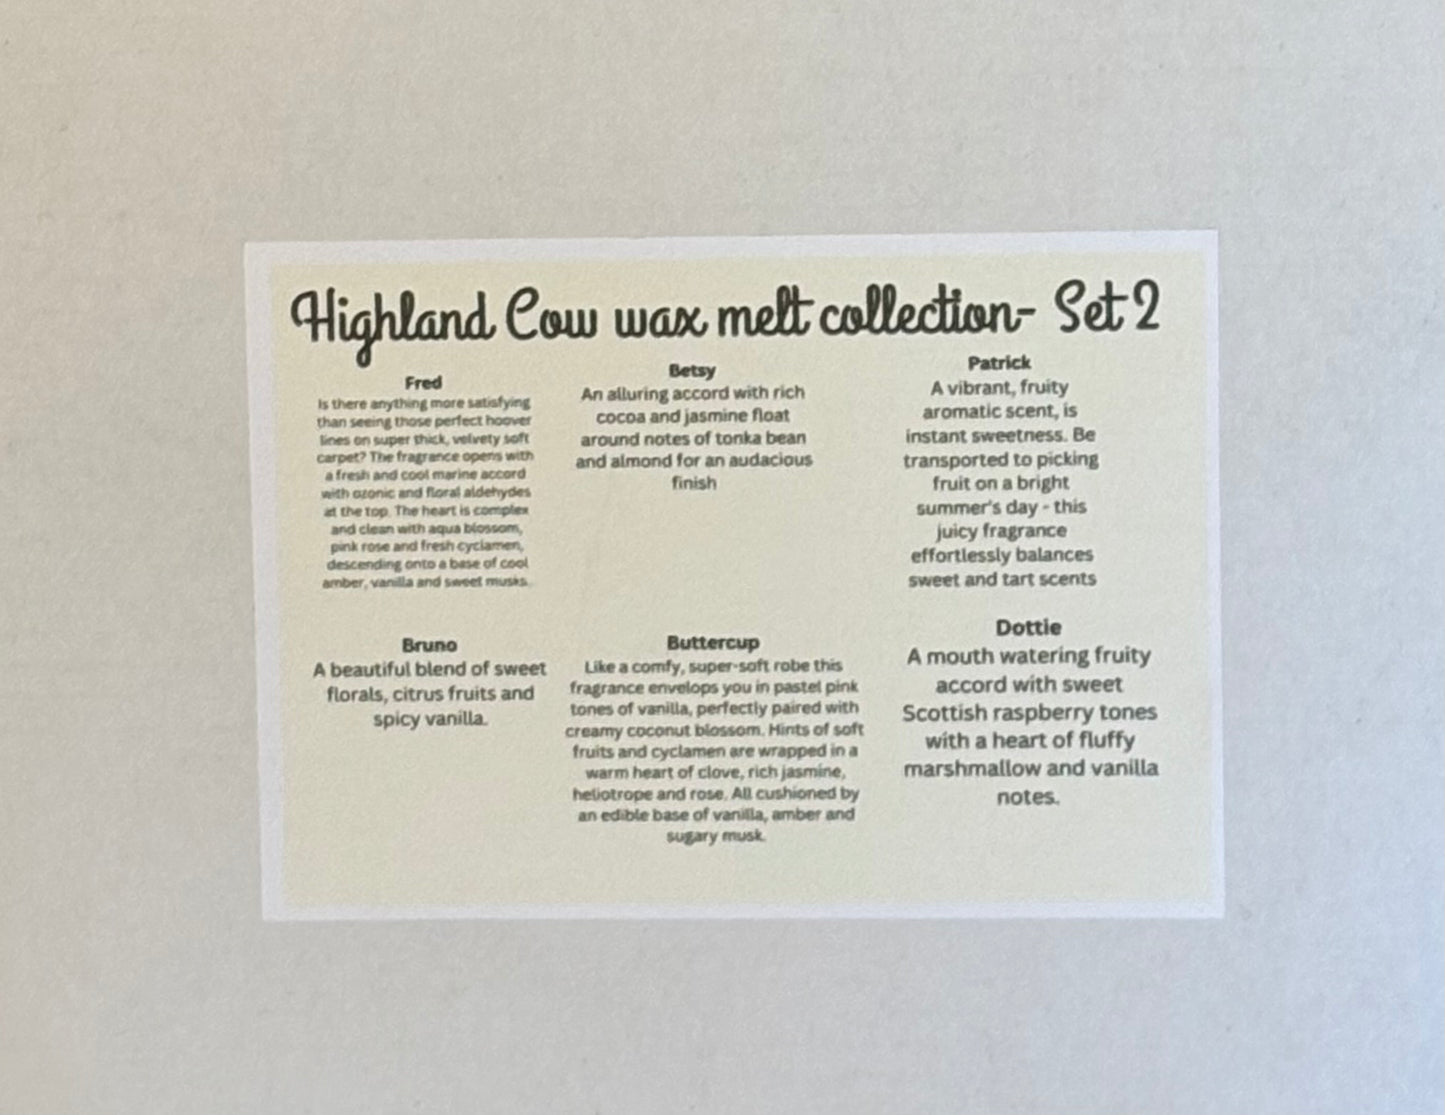 Highland Cow wax melt collection- Set 2
Fred
Is there anything more satisfying
than seeing those perfect hoover
lines on super thick, velvety soft
carpet? The fragrance opens with
a fresh and cool marine accord
with ozonic and floral aldehydes
at the top. The heart is complex
and clean with aqua blossom,
pink rose and fresh cyclamen,
descending onto a base of cool
amber, vanilla and sweet musks.
Betsy
An alluring accord with rich
cocoa and jasmine float
around notes of tonka bean
and almond for an audacious
finish
Patrick
A vibrant, fruity
aromatic scent, is
instant sweetness. Be
transported to picking
fruit on a bright
summer's day - this
juicy fragrance
effortlessly balances
sweet and tart scents
Bruno
A beautiful blend of sweet
florals, citrus fruits and
spicy vanilla.
Buttercup
Like a comfy, super-soft robe this
fragrance envelops you in pastel pink
tones of vanilla, perfectly paired with
creamy coconut blossom. Hints of soft
fruits and cyclamen are wrapped in a
warm heart of clove, rich jasmine,
heliotrope and rose. All cushioned by
an edible base of vanilla, amber and
sugary musk.
Dottie
A mouth watering fruity
accord with sweet
Scottish raspberry tones
with a heart of fluffy
marshmallow and vanilla
notes.